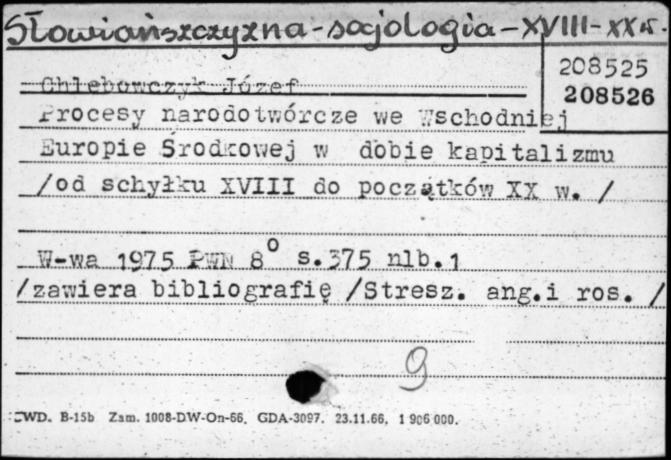 Słowiańszczyzna - socjologia - XVIII - XX w.
208525
208526
Chlebowczyk Józef
Procesy narodotwórcze we Wschodniej
Europie Środkowej w dobie kapitalizmu
/od schyłku XVIII do początków XX w. /
W-wa 1975 PWN 8° s.375 nlb.1
/zawiera bibliografię /Stresz. ang.i ros. /
9
CWD. B-15b Zam. 1008-DW-On-66. GDA-3097. 23.11.66. 1 906 000.